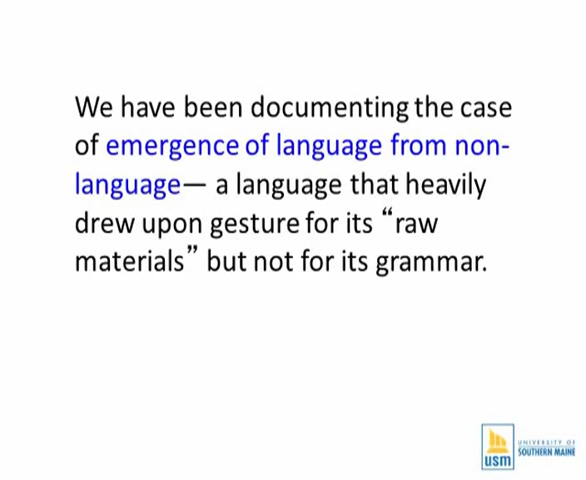 We have been documenting the case
of emergence of language from non-
language— a language that heavily
drew upon gesture for its “raw
materials” but not for its grammar.
usm
UNIVERSITY OF
SOUTHERN MAINE